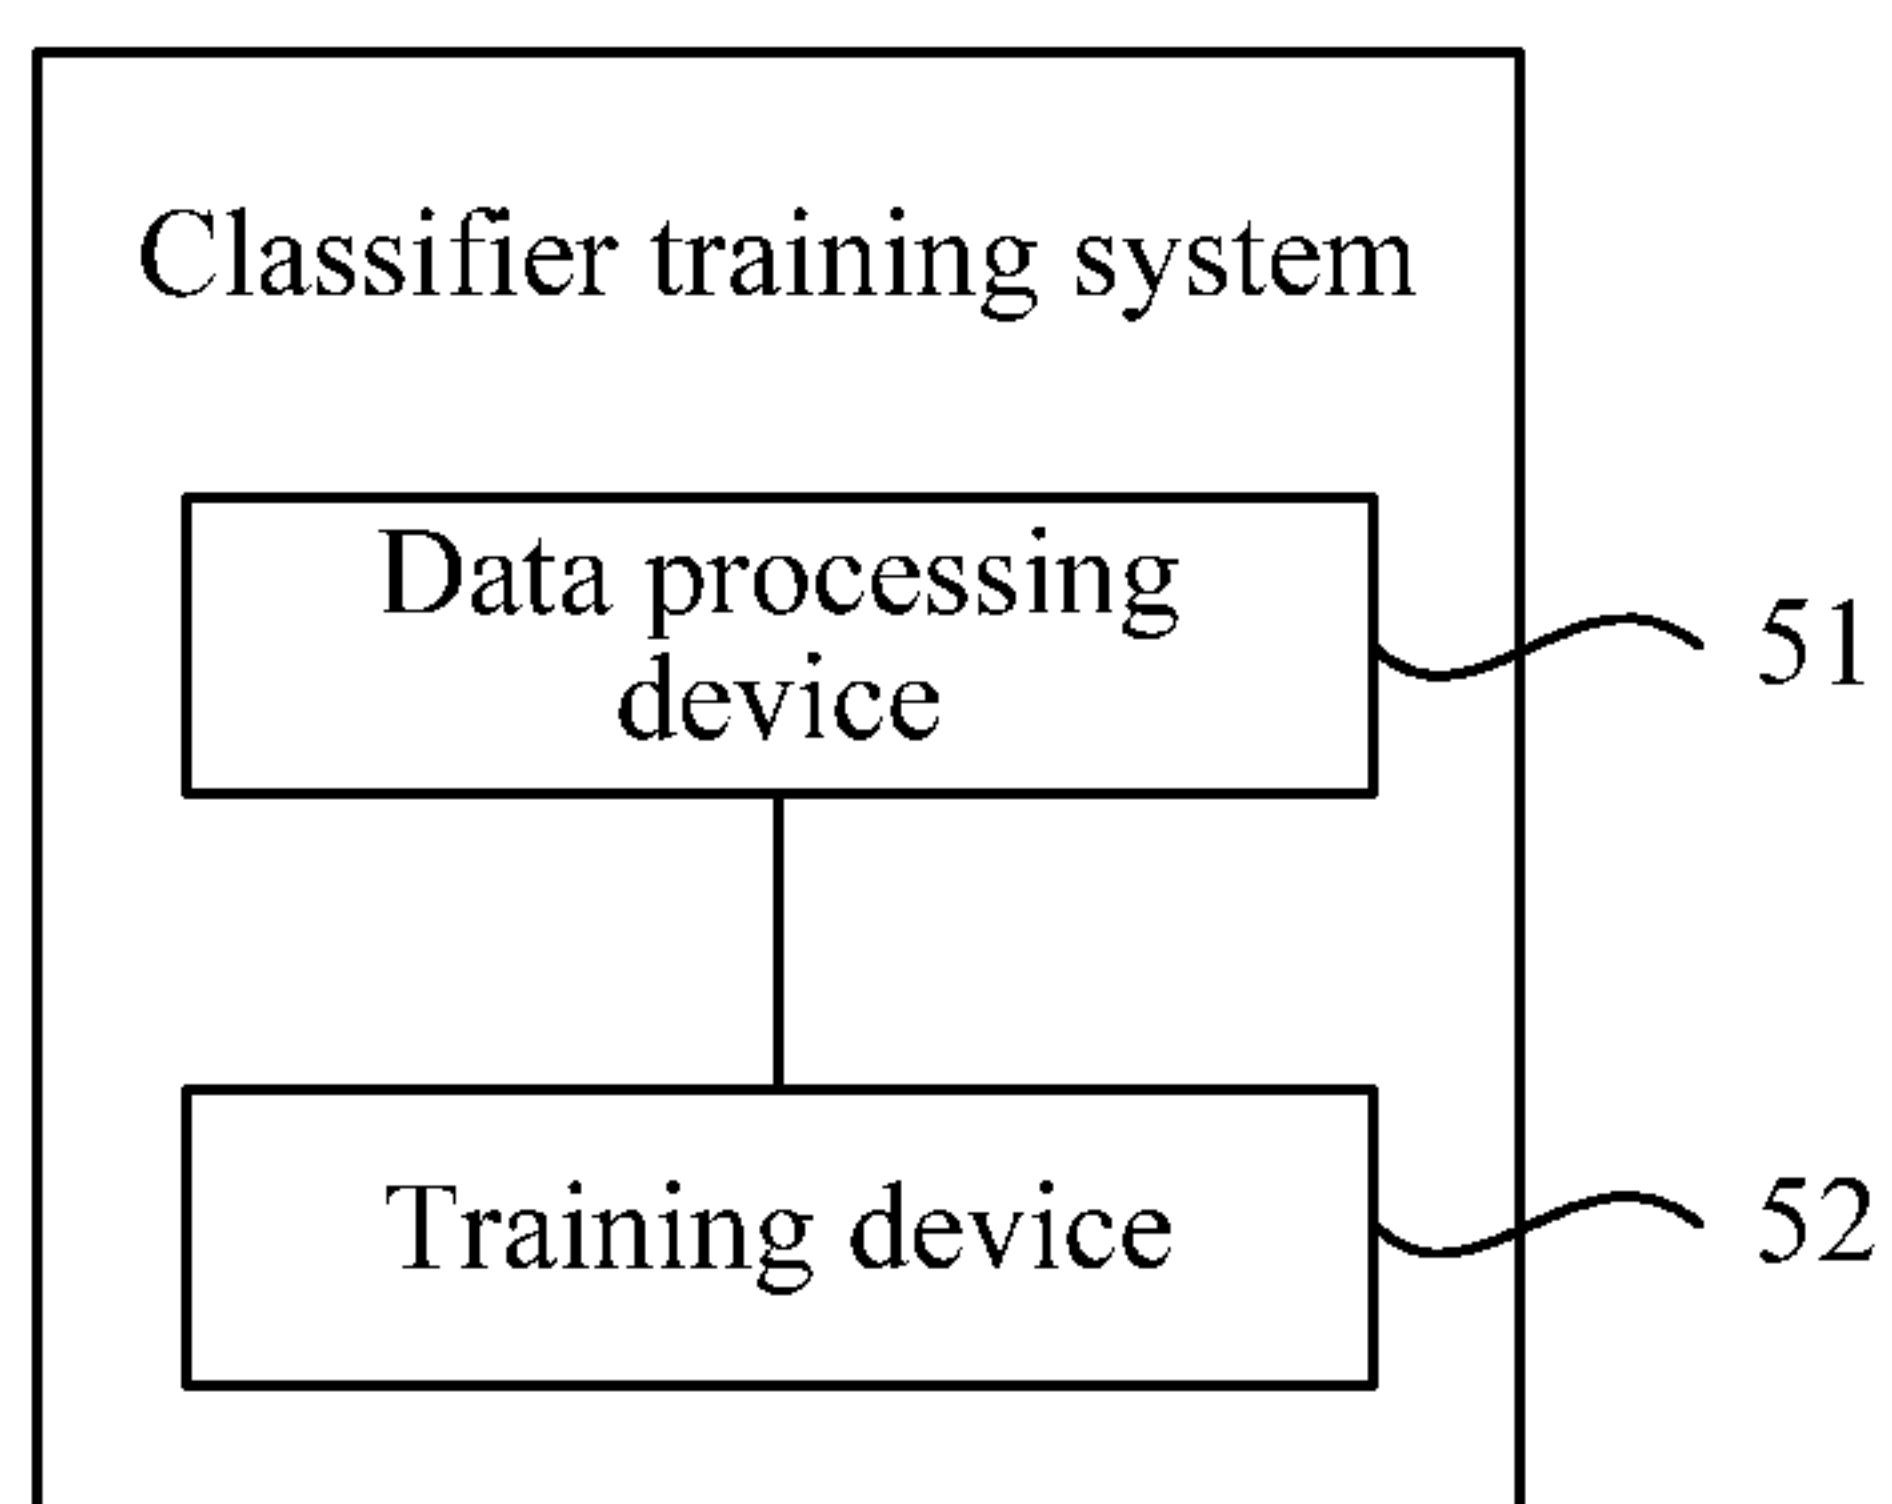 Classifier training system
Data processing
device
51
Training device
52